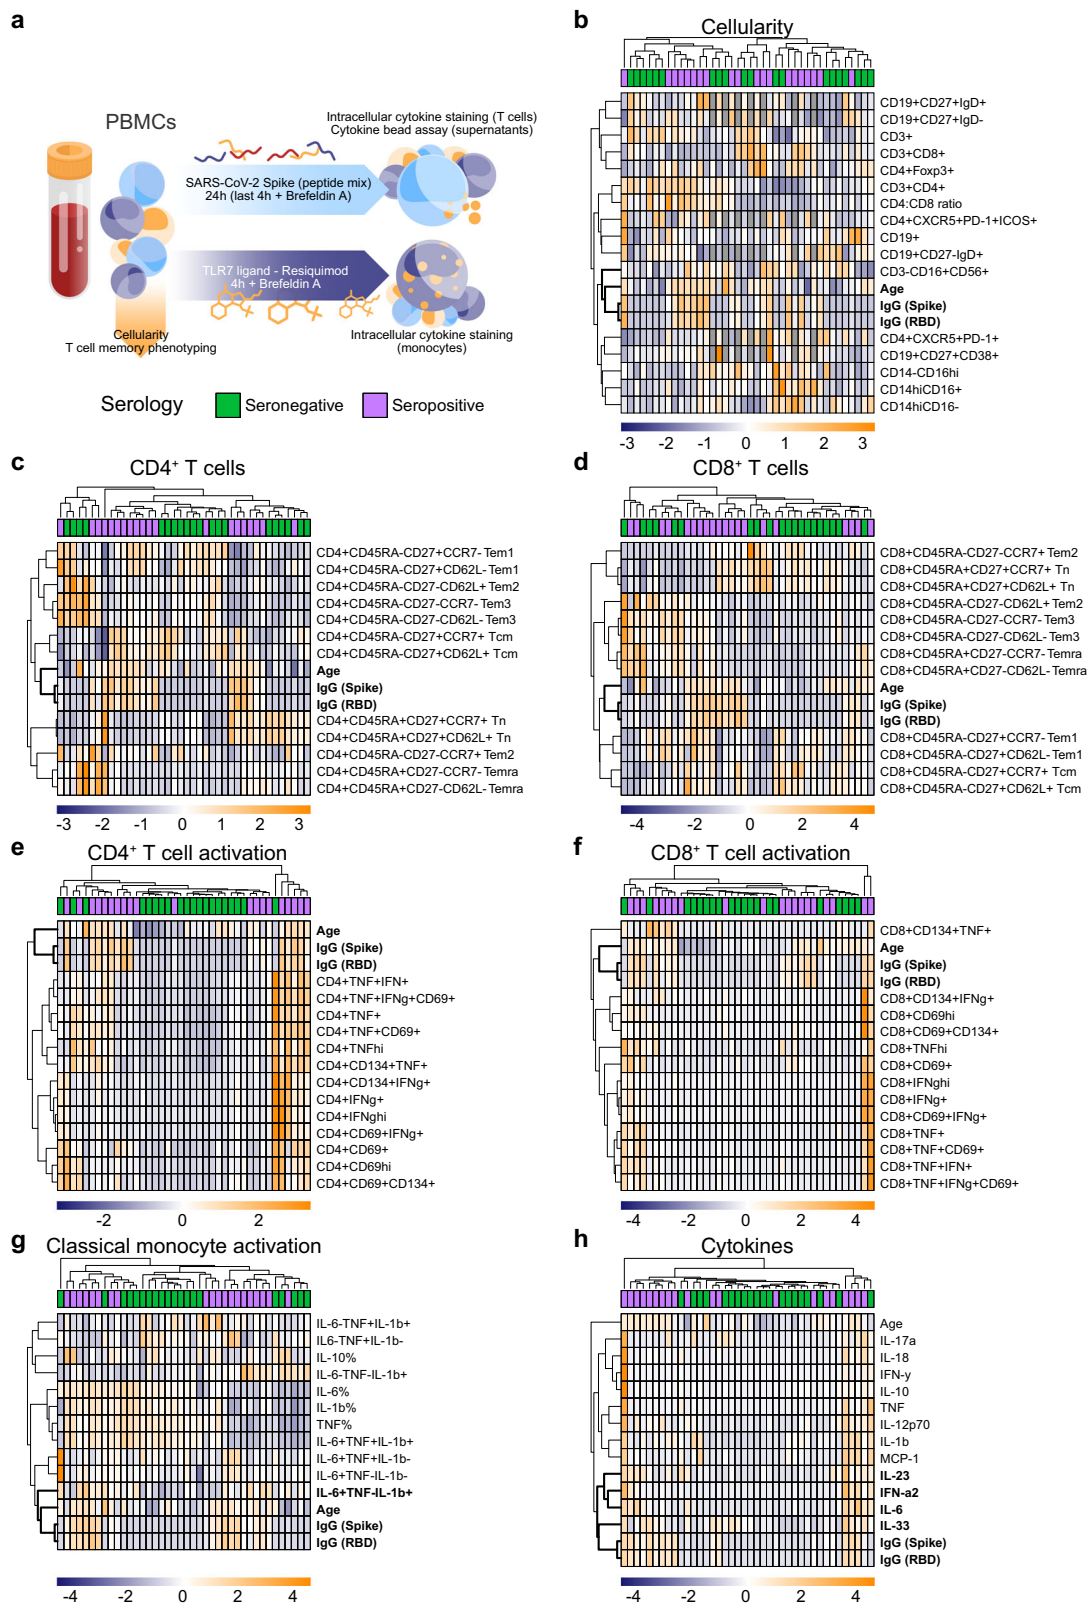 a
PBMCs
Intracellular cytokine staining (T cells)
Cytokine bead assay (supernatants)
SARS-CoV-2 Spike (peptide mix)
24h (last 4h + Brefeldin A)
TLR7 ligand - Resiquimod
4h + Brefeldin A
Cellularity
T cell memory phenotyping
Intracellular cytokine staining
(monocytes)
Serology
Seronegative
Seropositive
b
Cellularity
CD19+CD27+IgD+
CD19+CD27+IgD-
CD3+
CD3+CD8+
CD4+Foxp3+
CD3+CD4+
CD4:CD8 ratio
CD4+CXCR5+PD-1+ICOS+
CD19+
CD19+CD27-IgD+
CD3-CD16+CD56+
Age
IgG (Spike)
IgG (RBD)
CD4+CXCR5+PD-1+
CD19+CD27+CD38+
CD14-CD16hi
CD14hiCD16+
CD14hiCD16-
-3 -2 -1 0 1 2 3
c
CD4+ T cells
CD4+CD45RA-CD27+CCR7- Tem1
CD4+CD45RA-CD27+CD62L- Tem1
CD4+CD45RA-CD27-CD62L+ Tem2
CD4+CD45RA-CD27-CCR7- Tem3
CD4+CD45RA-CD27-CD62L- Tem3
CD4+CD45RA-CD27+CCR7+ Tcm
CD4+CD45RA-CD27+CD62L+ Tcm
Age
IgG (Spike)
IgG (RBD)
CD4+CD45RA+CD27+CCR7+ Tn
CD4+CD45RA+CD27+CD62L+ Tn
CD4+CD45RA-CD27-CCR7+ Tem2
CD4+CD45RA+CD27-CCR7- Temra
CD4+CD45RA+CD27-CD62L- Temra
-3 -2 -1 0 1 2 3
d
CD8+ T cells
CD8+CD45RA-CD27-CCR7+ Tem2
CD8+CD45RA+CD27+CCR7+ Tn
CD8+CD45RA+CD27+CD62L+ Tn
CD8+CD45RA-CD27-CD62L+ Tem2
CD8+CD45RA-CD27-CCR7- Tem3
CD8+CD45RA-CD27-CD62L- Tem3
CD8+CD45RA+CD27-CCR7- Temra
CD8+CD45RA+CD27-CD62L- Temra
Age
IgG (Spike)
IgG (RBD)
CD8+CD45RA-CD27+CCR7- Tem1
CD8+CD45RA-CD27+CD62L- Tem1
CD8+CD45RA-CD27+CCR7+ Tcm
CD8+CD45RA-CD27+CD62L+ Tcm
-4 -2 0 2 4
e
CD4+ T cell activation
Age
IgG (Spike)
IgG (RBD)
CD4+TNF+IFN+
CD4+TNF+IFNg+CD69+
CD4+TNF+
CD4+TNF+CD69+
CD4+TNFhi
CD4+CD134+TNF+
CD4+CD134+IFNg+
CD4+IFNg+
CD4+IFNghi
CD4+CD69+IFNg+
CD4+CD69+
CD4+CD69hi
CD4+CD69+CD134+
-2 0 2
f
CD8+ T cell activation
CD8+CD134+TNF+
Age
IgG (Spike)
IgG (RBD)
CD8+CD134+IFNg+
CD8+CD69hi
CD8+CD69+CD134+
CD8+TNFhi
CD8+CD69+
CD8+IFNghi
CD8+IFNg+
CD8+CD69+IFNg+
CD8+TNF+
CD8+TNF+CD69+
CD8+TNF+IFN+
CD8+TNF+IFNg+CD69+
-4 -2 0 2 4
g
Classical monocyte activation
IL-6-TNF+IL-1b+
IL6-TNF+IL-1b-
IL-10%
IL-6-TNF-IL-1b+
IL-6%
IL-1b%
TNF%
IL-6+TNF+IL-1b+
IL-6+TNF+IL-1b-
IL-6+TNF-IL-1b-
IL-6+TNF-IL-1b+
Age
IgG (Spike)
IgG (RBD)
-4 -2 0 2 4
h
Cytokines
Age
IL-17a
IL-18
IFN-y
IL-10
TNF
IL-12p70
IL-1b
MCP-1
IL-23
IFN-a2
IL-6
IL-33
IgG (Spike)
IgG (RBD)
-4 -2 0 2 4